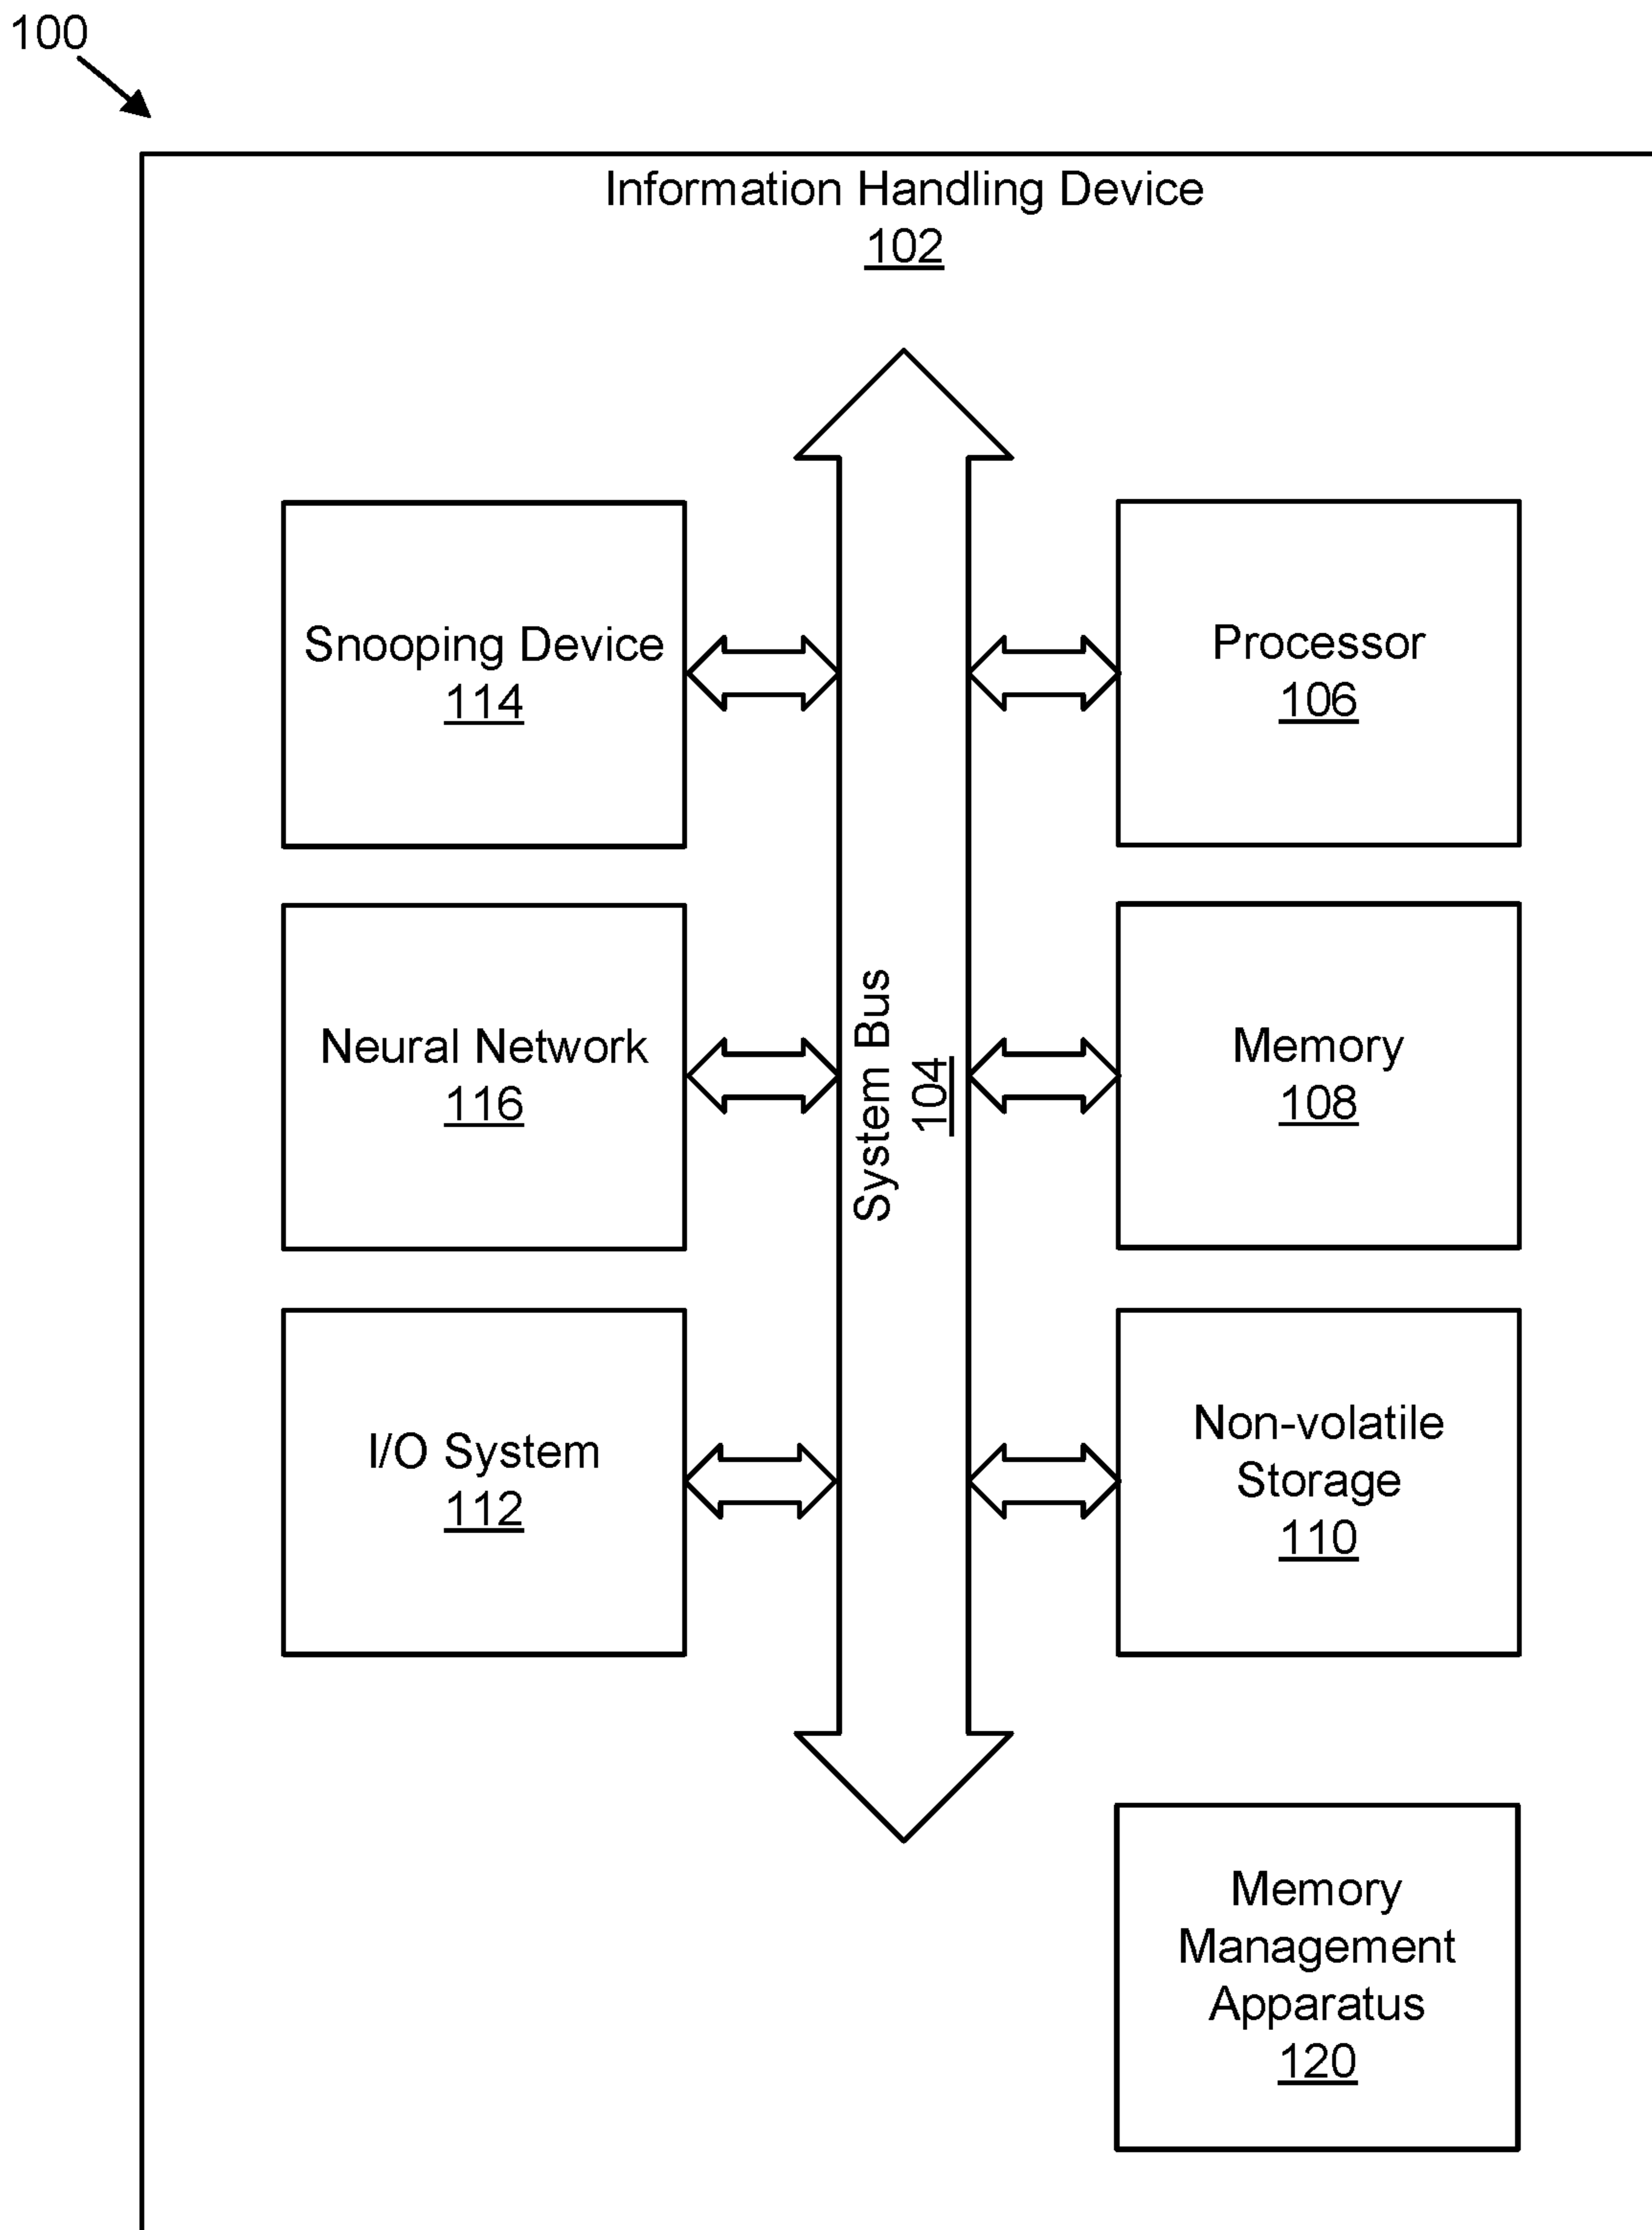 100
Information Handling Device
102
Snooping Device
114
Processor
106
Neural Network
116
System Bus
104
Memory
108
I/O System
112
Non-volatile
Storage
110
Memory
Management
Apparatus
120